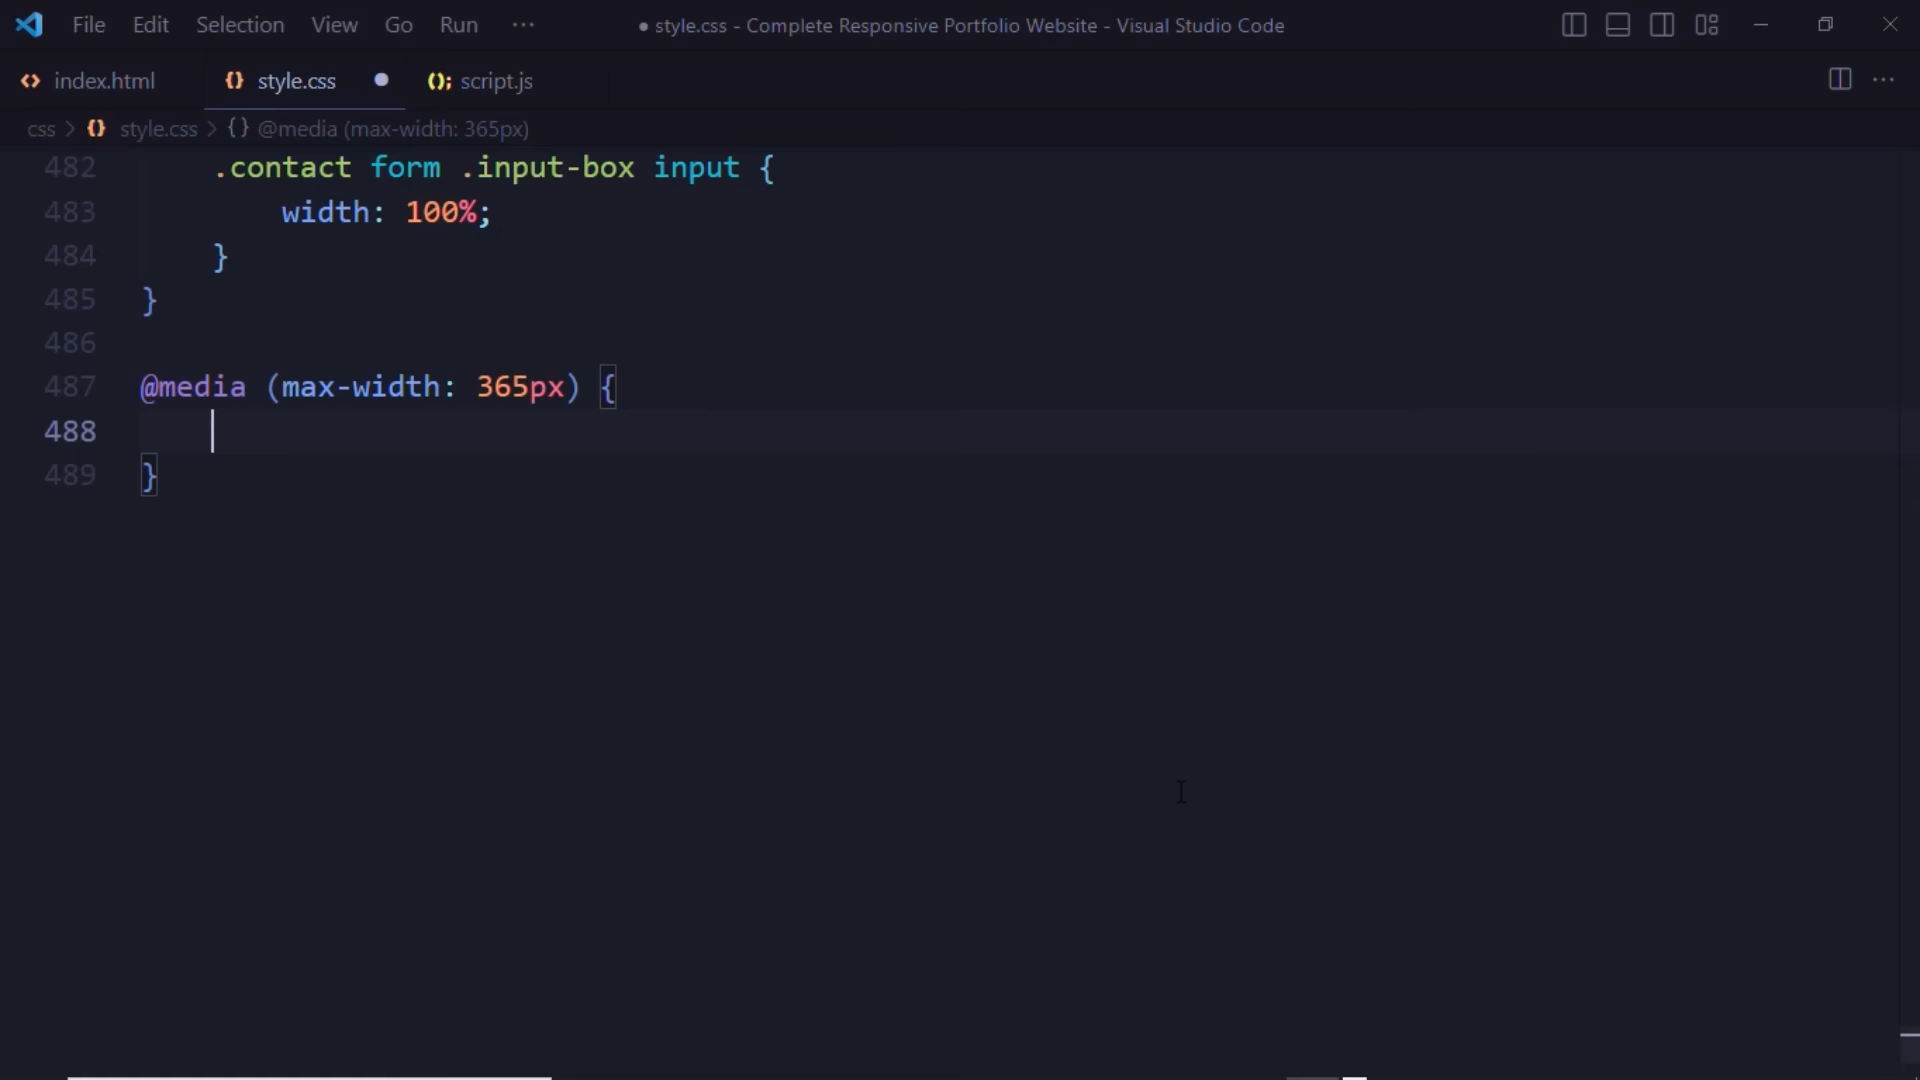 File Edit Selection View Go Run ··· ● style.css - Complete Responsive Portfolio Website - Visual Studio Code
<> index.html {} style.css ● (); script.js
css > {} style.css > {} @media (max-width: 365px)
482 .contact form .input-box input {
483 width: 100%;
484 }
485 }
486
487 @media (max-width: 365px) {
488
489 }